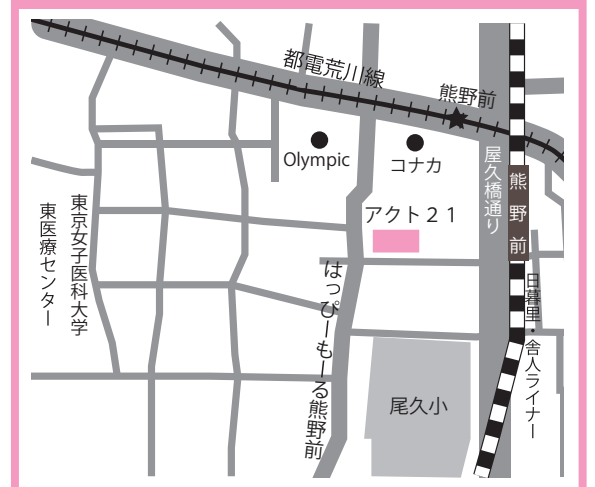 都電荒川線
熊野前
Olympic
コナカ
屋久橋通り
熊野前
アクト２１
東京女子医科大学
東医療センター
はっぴーもーる熊野前
日暮里・舎人ライナー
尾久小